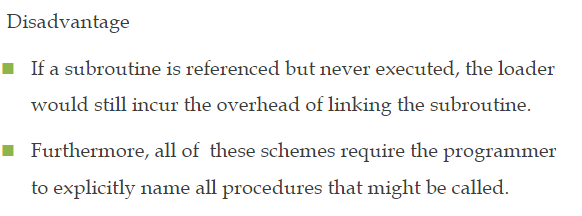 Disadvantage
If a subroutine is referenced but never executed, the loader
would still incur the overhead of linking the subroutine.
Furthermore, all of these schemes require the programmer
to explicitly name all procedures that might be called.